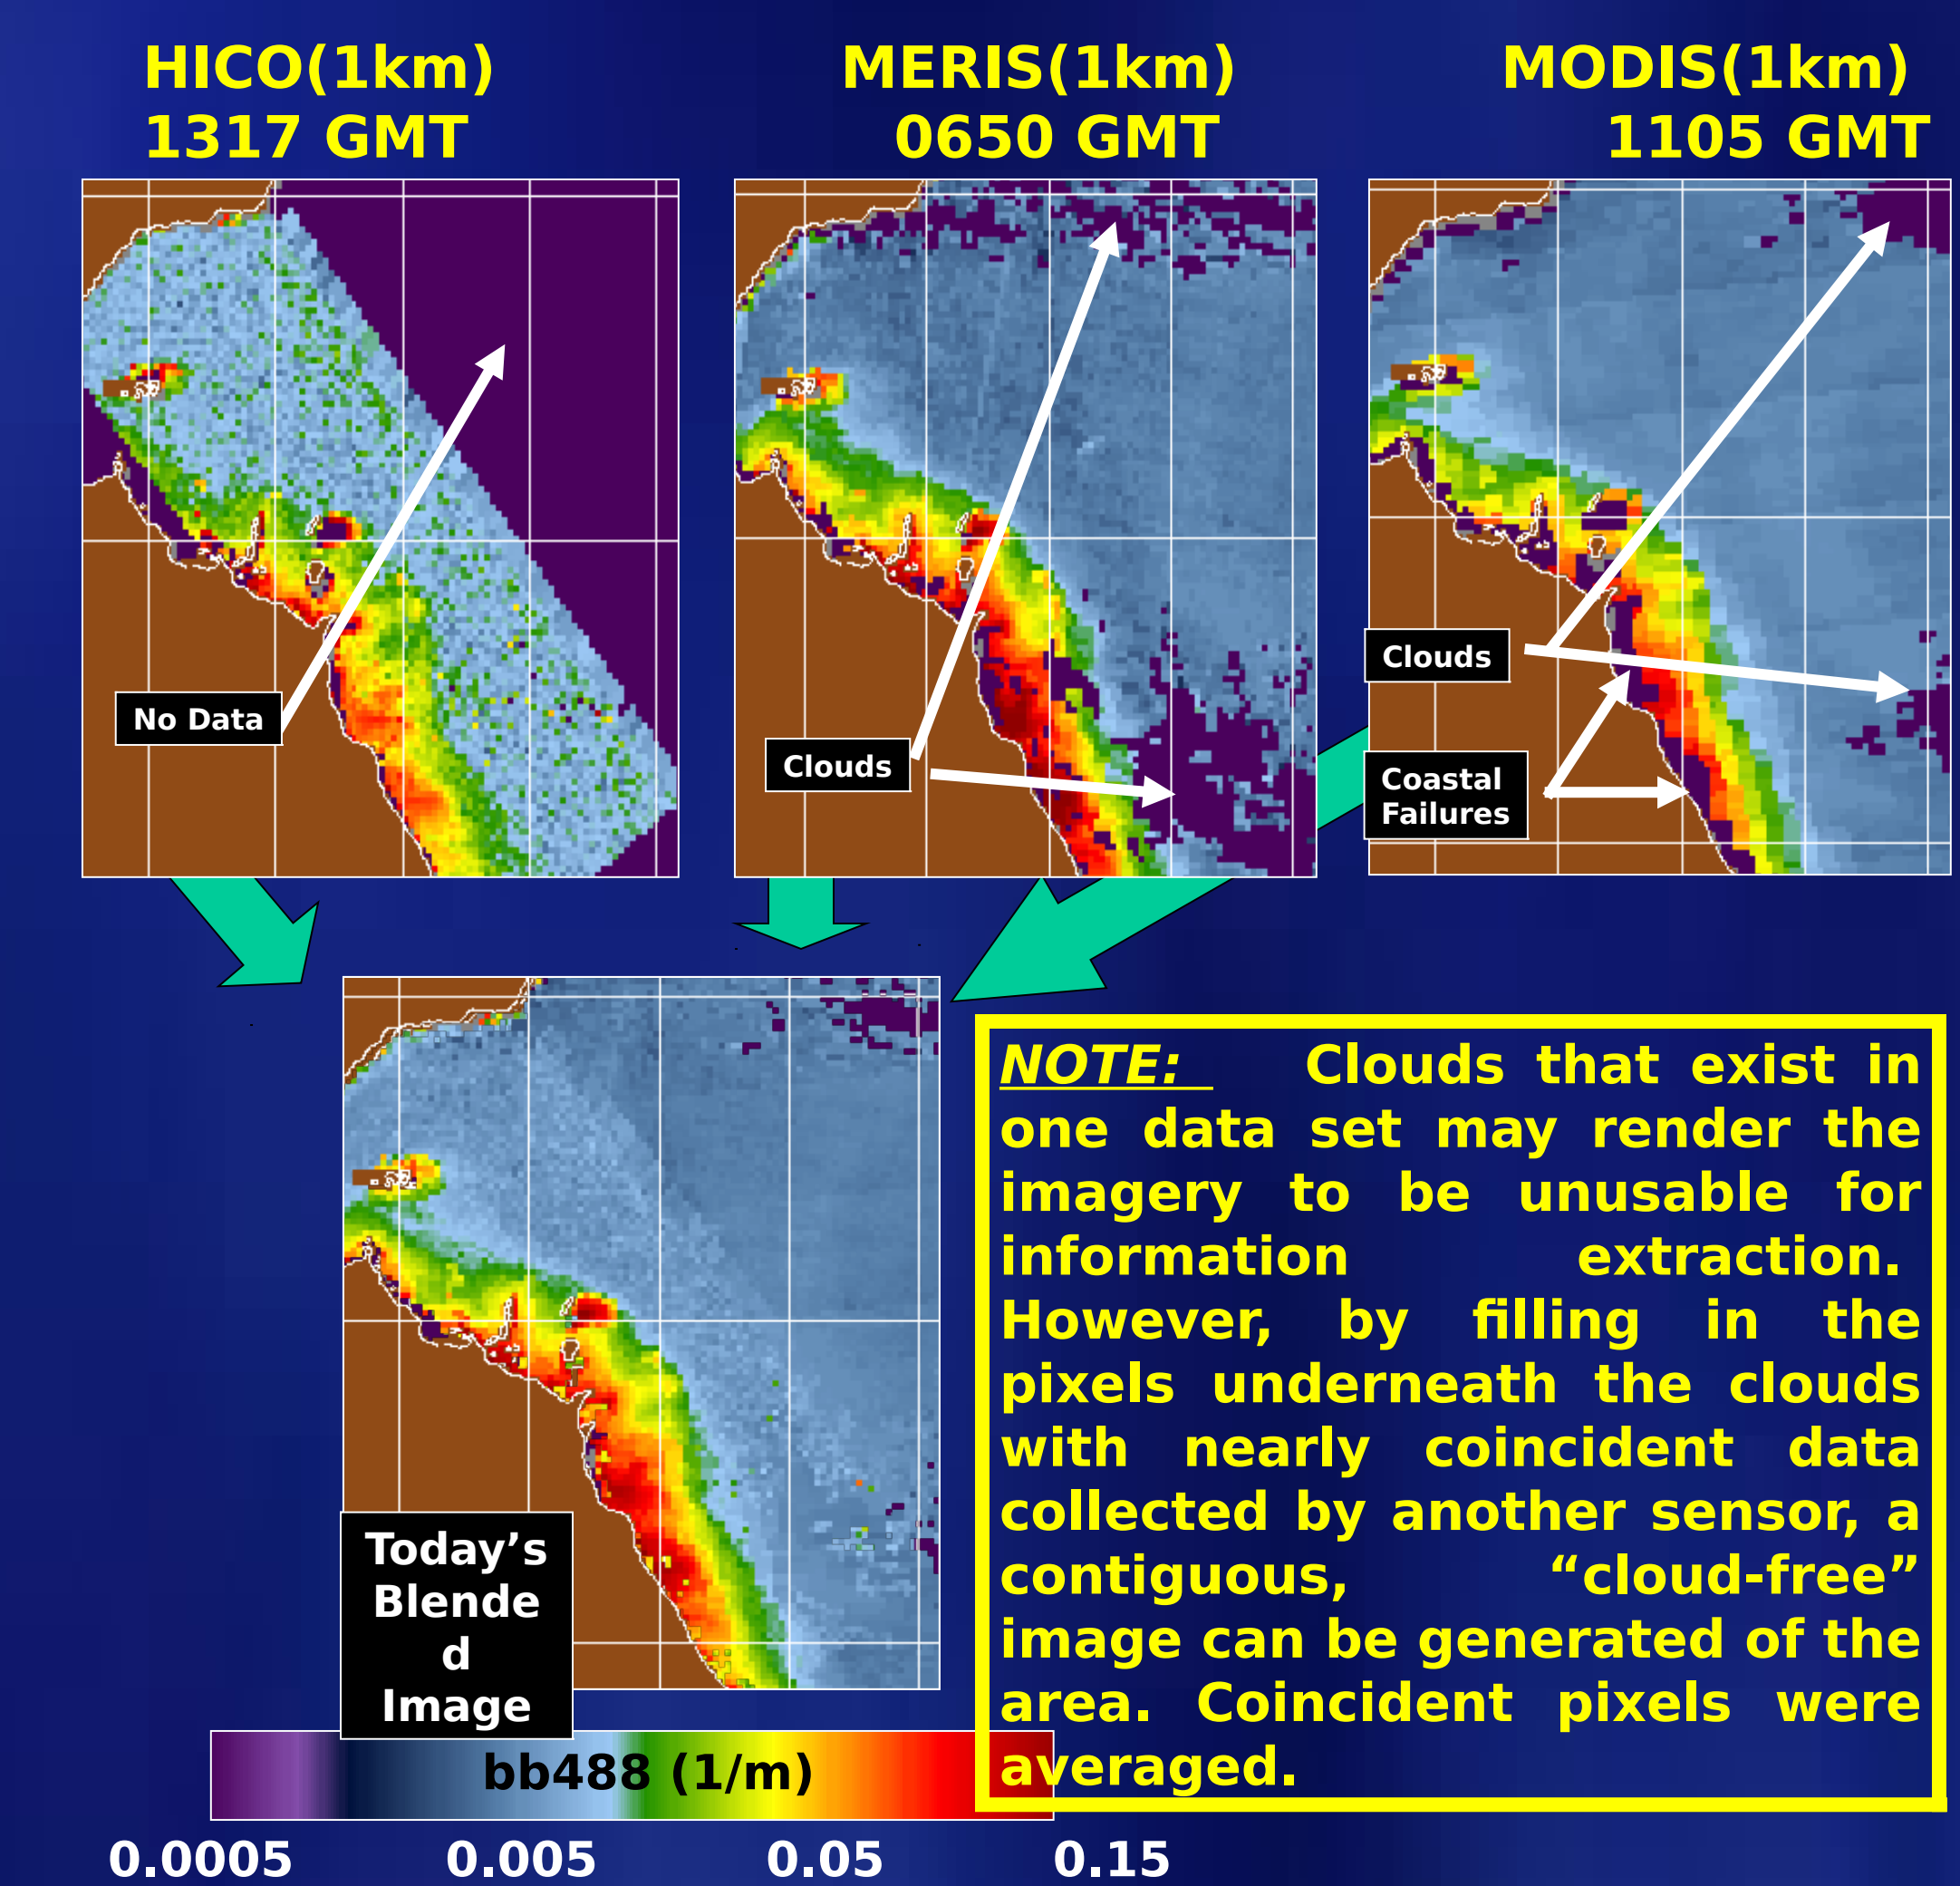 HICO(1km)
1317 GMT
MERIS(1km)
0650 GMT
MODIS(1km)
1105 GMT
No Data
Clouds
Clouds
Coastal
Failures
NOTE: Clouds that exist in
one data set may render the
imagery to be unusable for
information extraction.
However, by filling in the
pixels underneath the clouds
with nearly coincident data
collected by another sensor, a
contiguous, “cloud-free”
image can be generated of the
area. Coincident pixels were
averaged.
Today’s
Blende
d
Image
bb488 (1/m)
0.0005 0.005 0.05 0.15